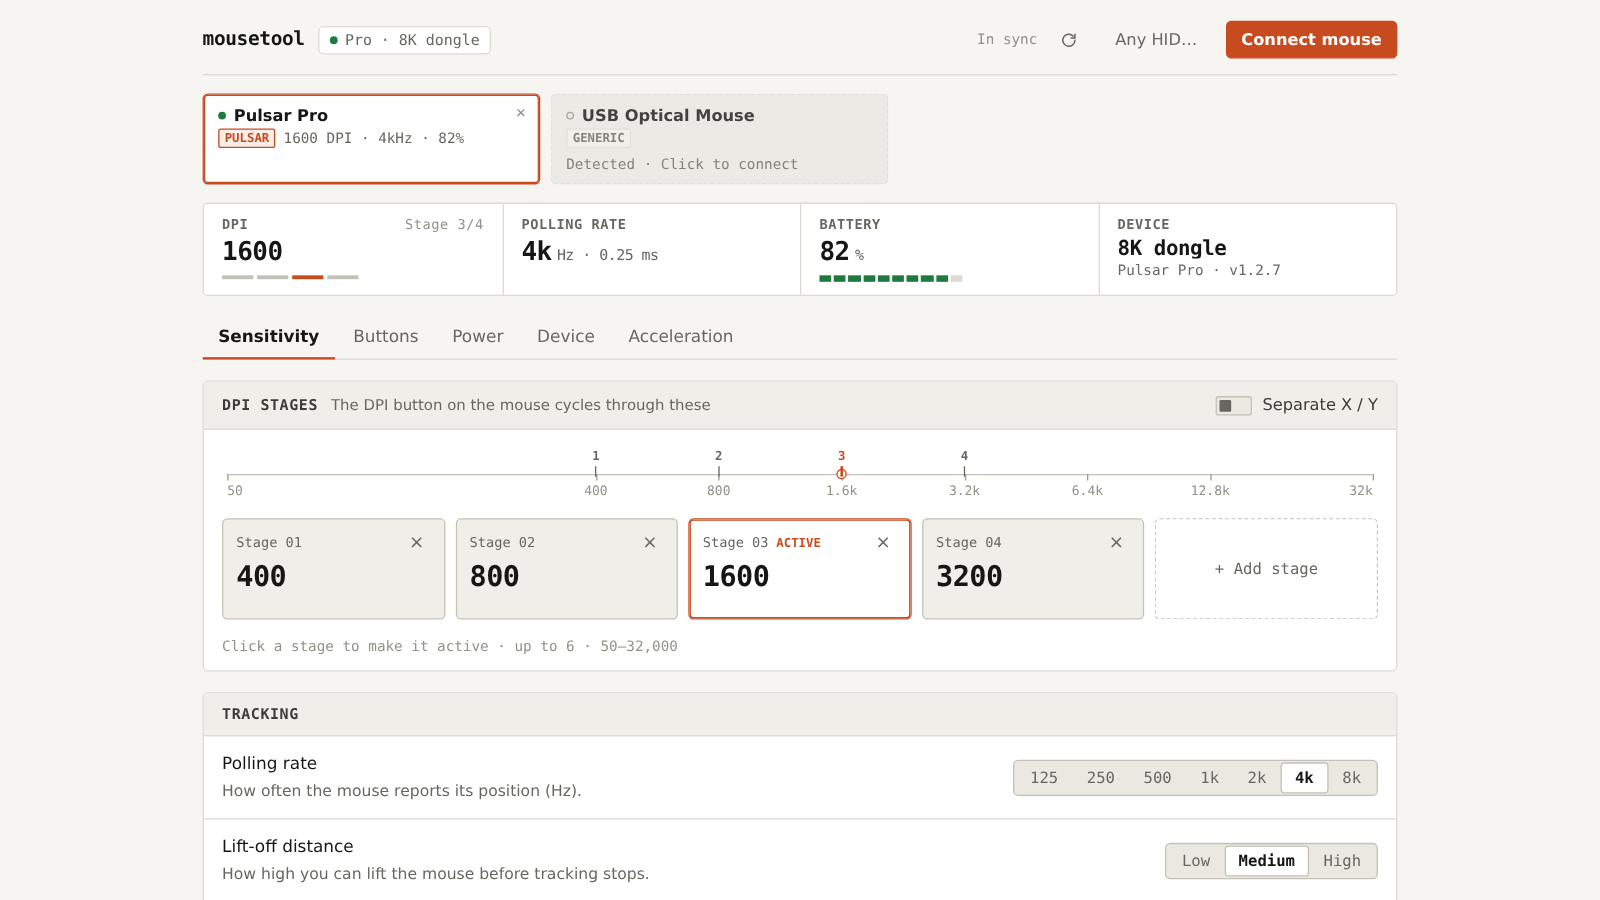 mousetool
Pro · 8K dongle
In sync
Any HID...
Connect mouse
Pulsar Pro
×
PULSAR 1600 DPI · 4kHz · 82%
USB Optical Mouse
GENERIC
Detected · Click to connect
DPI
Stage 3/4
1600
POLLING RATE
4k Hz · 0.25 ms
BATTERY
82 %
DEVICE
8K dongle
Pulsar Pro · v1.2.7
Sensitivity
Buttons
Power
Device
Acceleration
DPI STAGES The DPI button on the mouse cycles through these
Separate X / Y
1 2 3 4
50 400 800 1.6k 3.2k 6.4k 12.8k 32k
Stage 01 ×
400
Stage 02 ×
800
Stage 03 ACTIVE ×
1600
Stage 04 ×
3200
+ Add stage
Click a stage to make it active · up to 6 · 50–32,000
TRACKING
Polling rate
How often the mouse reports its position (Hz).
125 250 500 1k 2k 4k 8k
Lift-off distance
How high you can lift the mouse before tracking stops.
Low Medium High